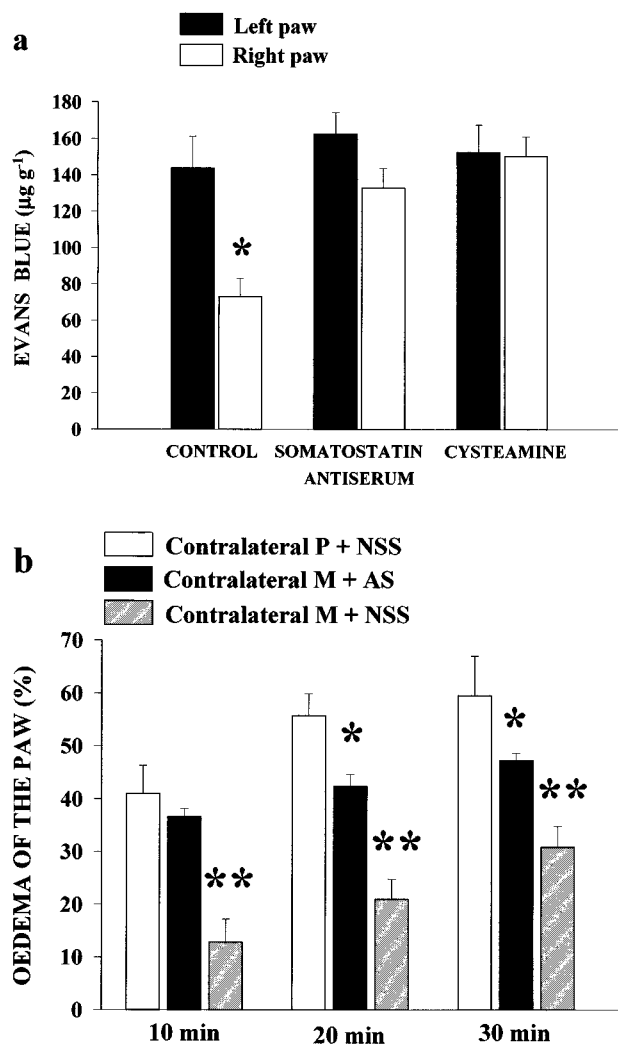 a
Left paw
Right paw
EVANS BLUE (µg g⁻¹)
180
160
140
120
100
80
60
40
20
0
*
CONTROL
SOMATOSTATIN
ANTISERUM
CYSTEAMINE
b
Contralateral P + NSS
Contralateral M + AS
Contralateral M + NSS
OEDEMA OF THE PAW (%)
70
60
50
40
30
20
10
0
**
*
**
*
**
10 min
20 min
30 min